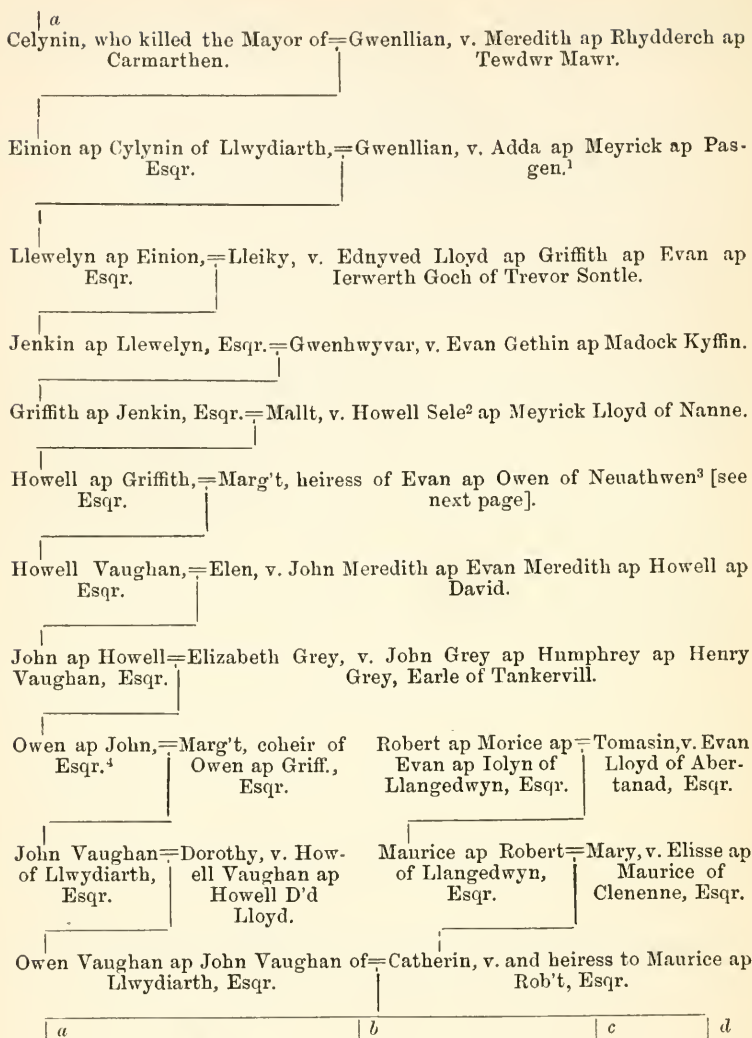 a
Celynin, who killed the Mayor of=Gwenllian, v. Meredith ap Rhydderch ap
Carmarthen. Tewdwr Mawr.
Einion ap Cylynin of Llwydiarth,=Gwenllian, v. Adda ap Meyrick ap Pas-
Esqr. gen.¹
Llewelyn ap Einion,=Lleiky, v. Ednyved Lloyd ap Griffith ap Evan ap
Esqr. Ierwerth Goch of Trevor Sontle.
Jenkin ap Llewelyn, Esqr.=Gwenhwyvar, v. Evan Gethin ap Madock Kyffin.
Griffith ap Jenkin, Esqr.=Mallt, v. Howell Sele² ap Meyrick Lloyd of Nanne.
Howell ap Griffith,=Marg't, heiress of Evan ap Owen of Neuathwen³ [see
Esqr. next page].
Howell Vaughan,=Elen, v. John Meredith ap Evan Meredith ap Howell ap
Esqr. David.
John ap Howell=Elizabeth Grey, v. John Grey ap Humphrey ap Henry
Vaughan, Esqr. Grey, Earle of Tankervill.
Owen ap John,=Marg't, coheir of Robert ap Morice ap=Tomasin, v. Evan
Esqr.⁴ Owen ap Griff., Evan ap Iolyn of Lloyd of Aber-
Esqr. Llangedwyn, Esqr. tanad, Esqr.
John Vaughan=Dorothy, v. How- Maurice ap Robert=Mary, v. Elisse ap
of Llwydiarth, ell Vaughan ap of Llangedwyn, Maurice of
Esqr. Howell D'd Esqr. Clenenne, Esqr.
Lloyd.
Owen Vaughan ap John Vaughan of=Catherin, v. and heiress to Maurice ap
Llwydiarth, Esqr. Rob't, Esqr.
a b c d